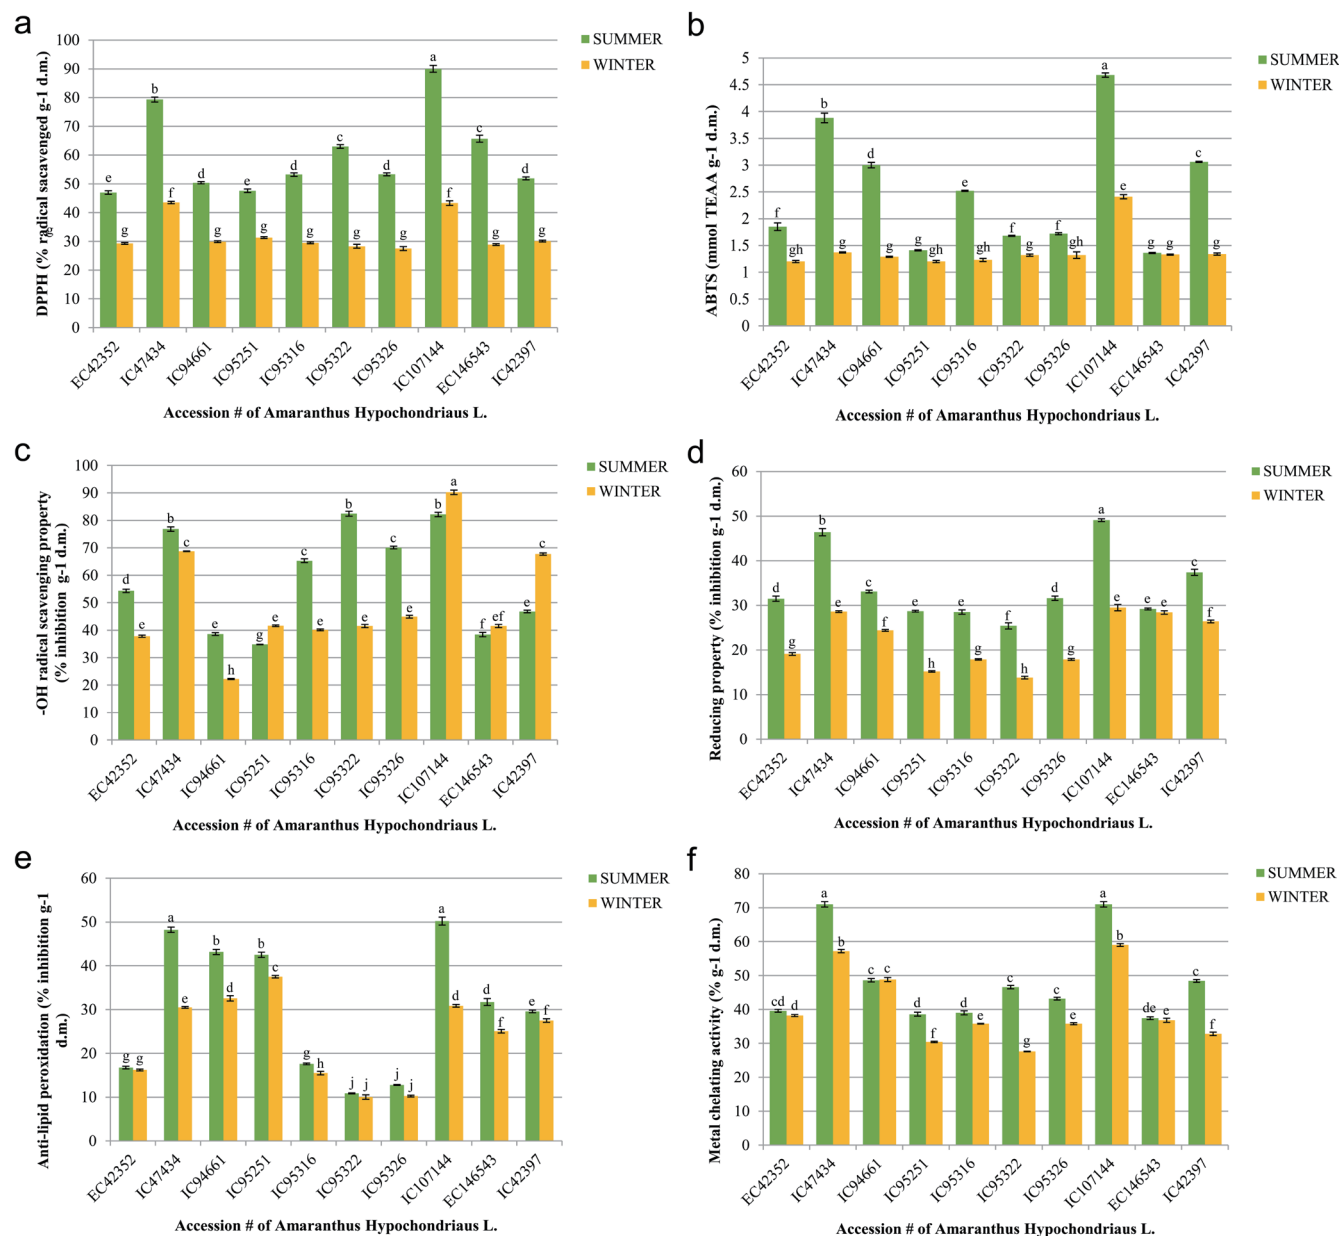 a
100
90
80
70
60
50
40
30
20
10
0
DPPH (% radical sacavenged g-1 d.m.)
e g b f d g e g d g c g d g a f c g d g
SUMMER
WINTER
EC42352 IC47434 IC94661 IC95251 IC95316 IC95322 IC95326 IC107144 EC146543 IC42397
Accession # of Amaranthus Hypochondriaus L.
b
5
4.5
4
3.5
3
2.5
2
1.5
1
0.5
0
ABTS (mmol TEAA g-1 d.m.)
f gh b g d g g gh e gh f g f gh a e g g c g
SUMMER
WINTER
EC42352 IC47434 IC94661 IC95251 IC95316 IC95322 IC95326 IC107144 EC146543 IC42397
Accession # of Amaranthus Hypochondriaus L.
c
100
90
80
70
60
50
40
30
20
10
0
-OH radical scavenging property
(% inhibition g-1 d.m.)
d e b c e h g e c e b e c e b a f ef e c
SUMMER
WINTER
EC42352 IC47434 IC94661 IC95251 IC95316 IC95322 IC95326 IC107144 EC146543 IC42397
Accession # of Amaranthus Hypochondriaus L.
d
60
50
40
30
20
10
0
Reducing property (% inhibition g-1 d.m.)
d g b e c f e h e g f h d g a e e e c f
SUMMER
WINTER
EC42352 IC47434 IC94661 IC95251 IC95316 IC95322 IC95326 IC107144 EC146543 IC42397
Accession # of Amaranthus Hypochondriaus L.
e
60
50
40
30
20
10
0
Anti-lipid peroxidation (% inhibition g-1
d.m.)
g g a e b d b c g h j j j j a d e f e f
SUMMER
WINTER
EC42352 IC47434 IC94661 IC95251 IC95316 IC95322 IC95326 IC107144 EC146543 IC42397
Accession # of Amaranthus Hypochondriaus L.
f
80
70
60
50
40
30
20
10
0
Metal chelating activity (% g-1 d.m.)
cd d a b c c d f d e c g c e a b de e c f
SUMMER
WINTER
EC42352 IC47434 IC94661 IC95251 IC95316 IC95322 IC95326 IC107144 EC146543 IC42397
Accession # of Amaranthus Hypochondriaus L.